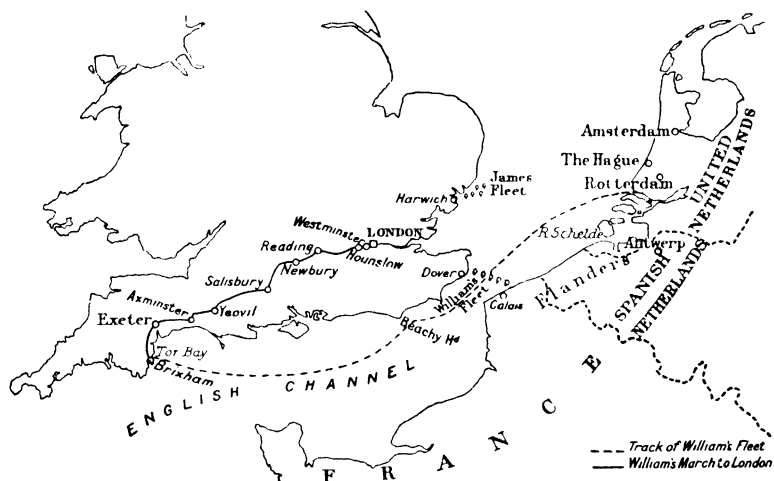 Amsterdam
The Hague
Rotterdam
UNITED
NETHERLANDS
James
Fleet
Harwich
Westminster
LONDON
Reading
Hounslow
Newbury
R Schelde
Antwerp
Salisbury
Dover
William's
Fleet
Calais
Flanders
SPANISH
NETHERLANDS
Axminster
Yeovil
Exeter
Beachy Hd
Tor Bay
Brixham
ENGLISH CHANNEL
FRANCE
Track of William's Fleet
William's March to London